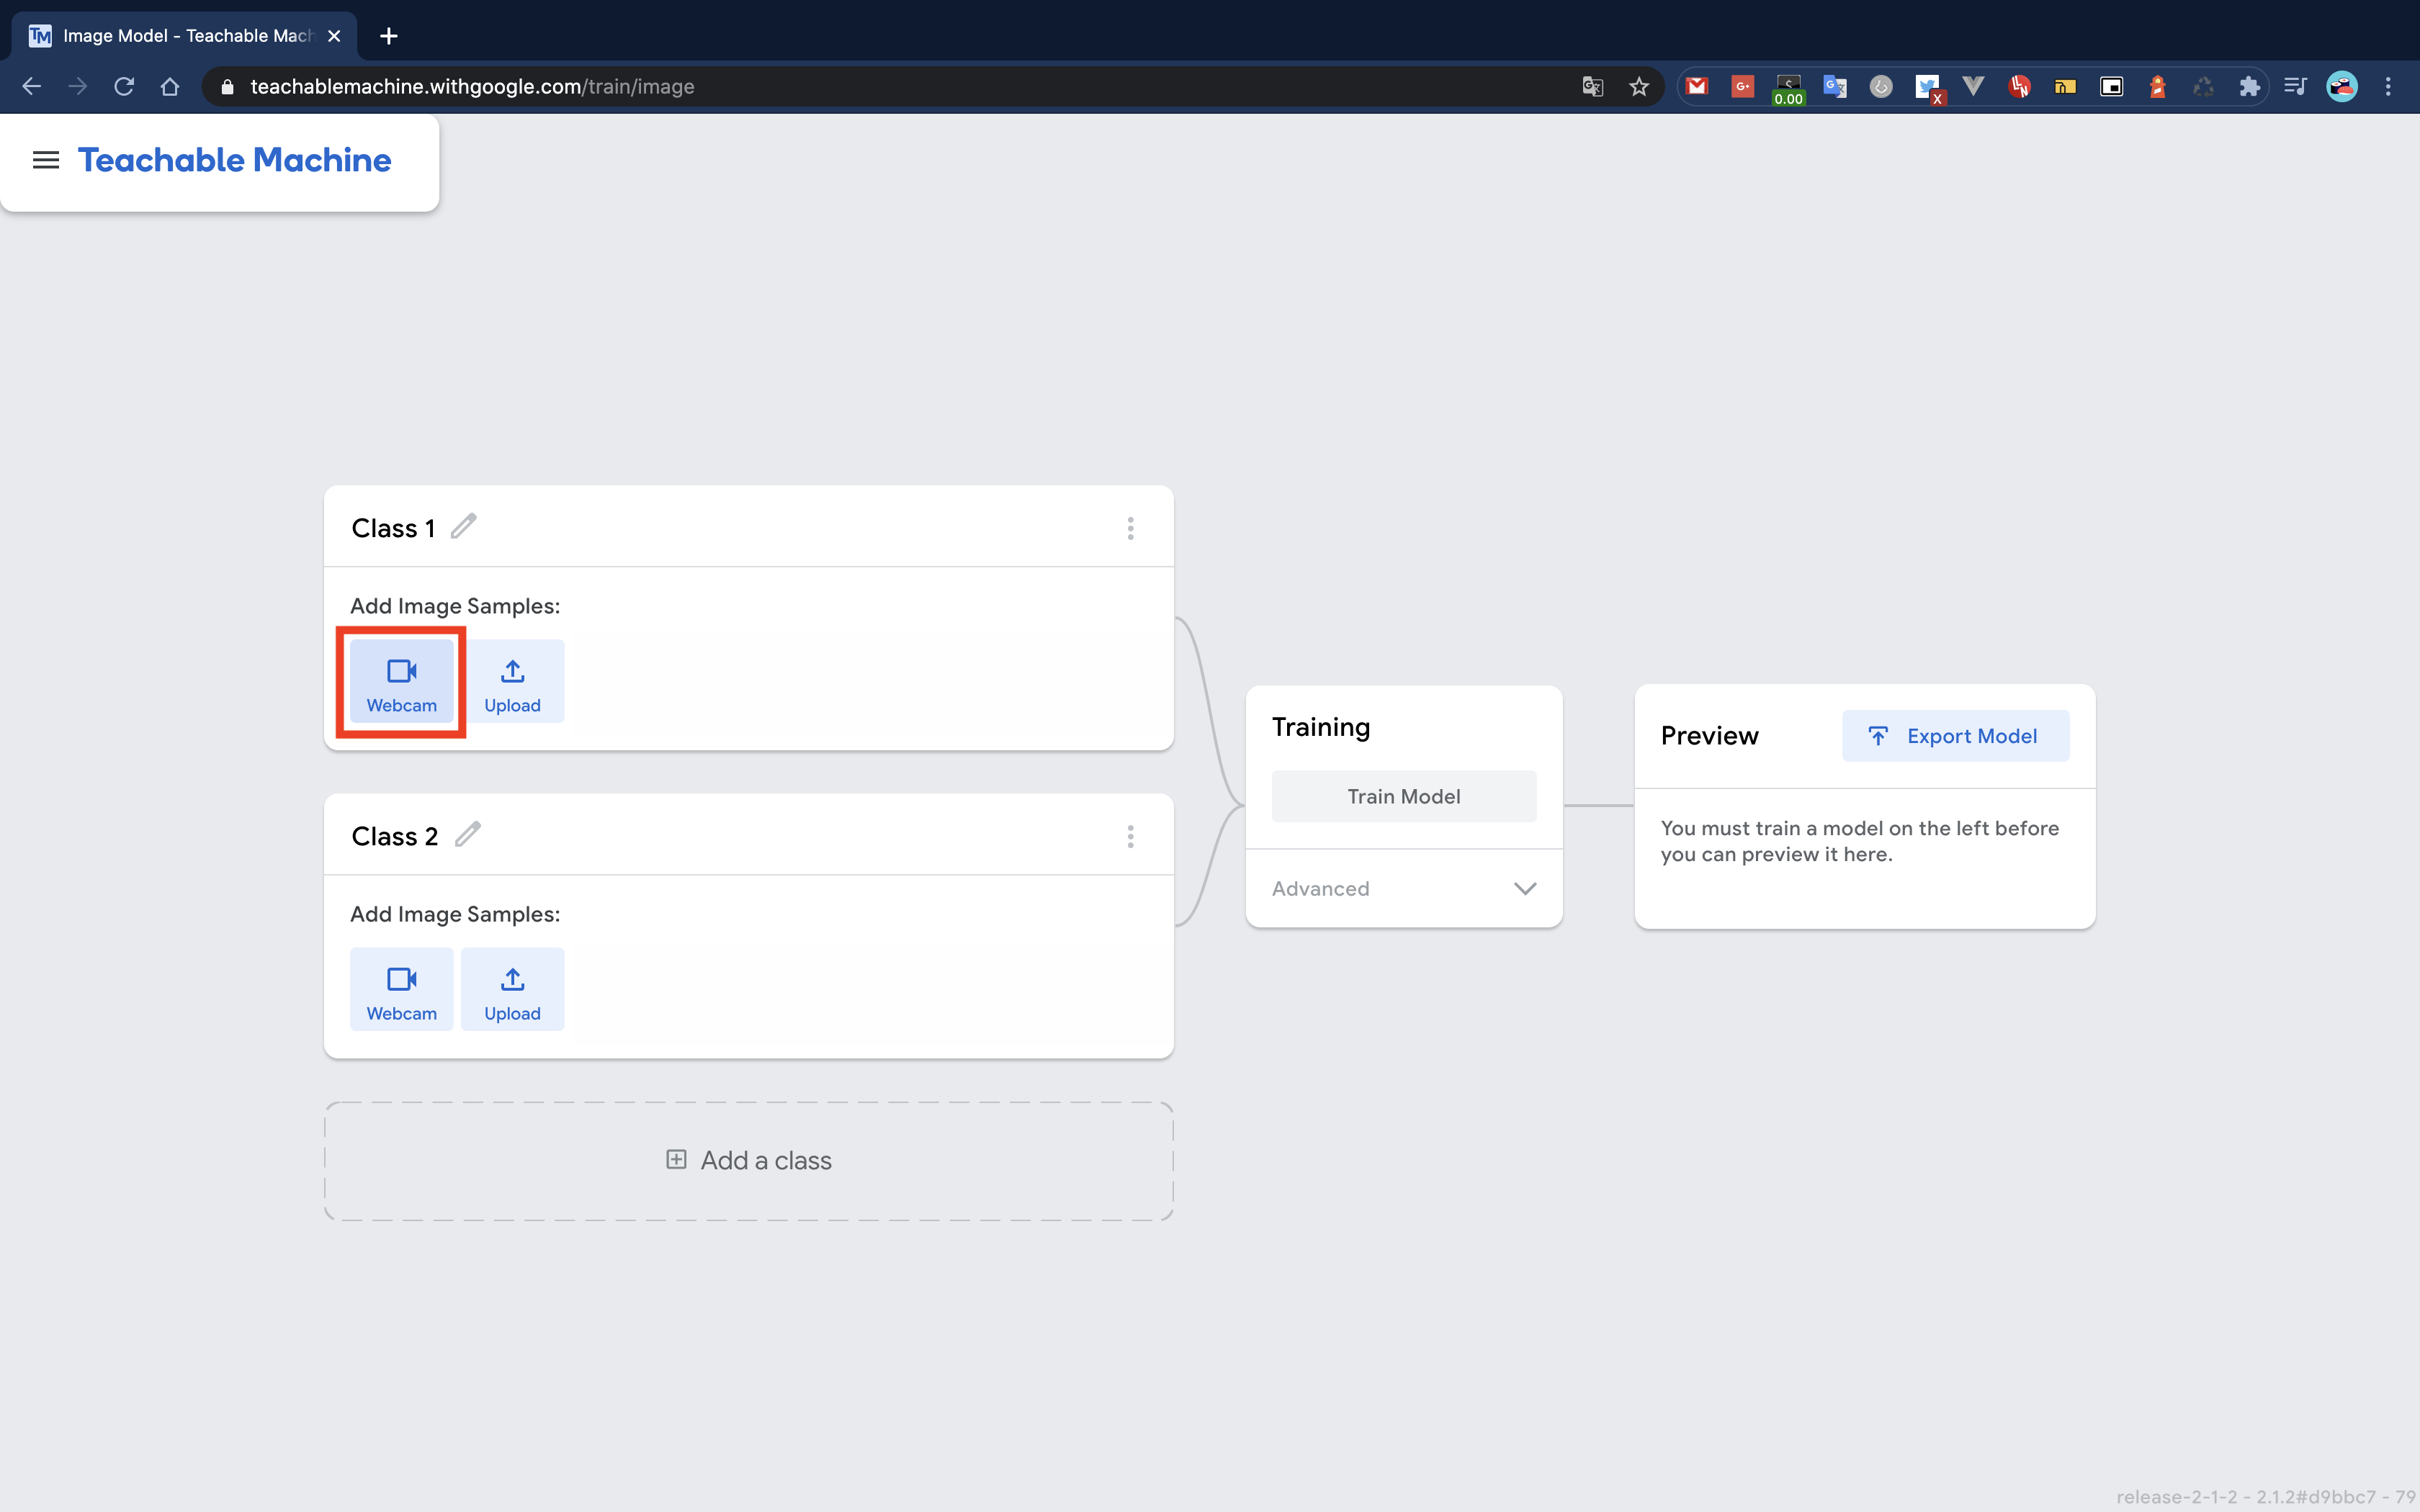 Image Model - Teachable Mach
teachablemachine.withgoogle.com/train/image
0.00
Teachable Machine
Class 1
Add Image Samples:
Webcam
Upload
Class 2
Add Image Samples:
Webcam
Upload
Add a class
Training
Train Model
Advanced
Preview
Export Model
You must train a model on the left before
you can preview it here.
release-2-1-2 - 2.1.2#d9bbc7 - 79